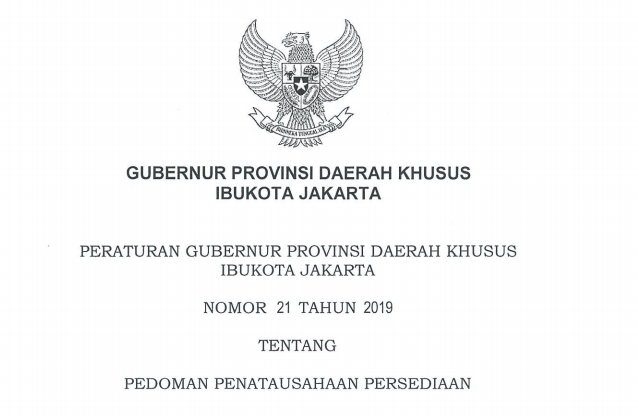 BHINNEKA TUNGGAL IKA
GUBERNUR PROVINSI DAERAH KHUSUS
IBUKOTA JAKARTA
PERATURAN GUBERNUR PROVINSI DAERAH KHUSUS
IBUKOTA JAKARTA
NOMOR 21 TAHUN 2019
TENTANG
PEDOMAN PENATAUSAHAAN PERSEDIAAN